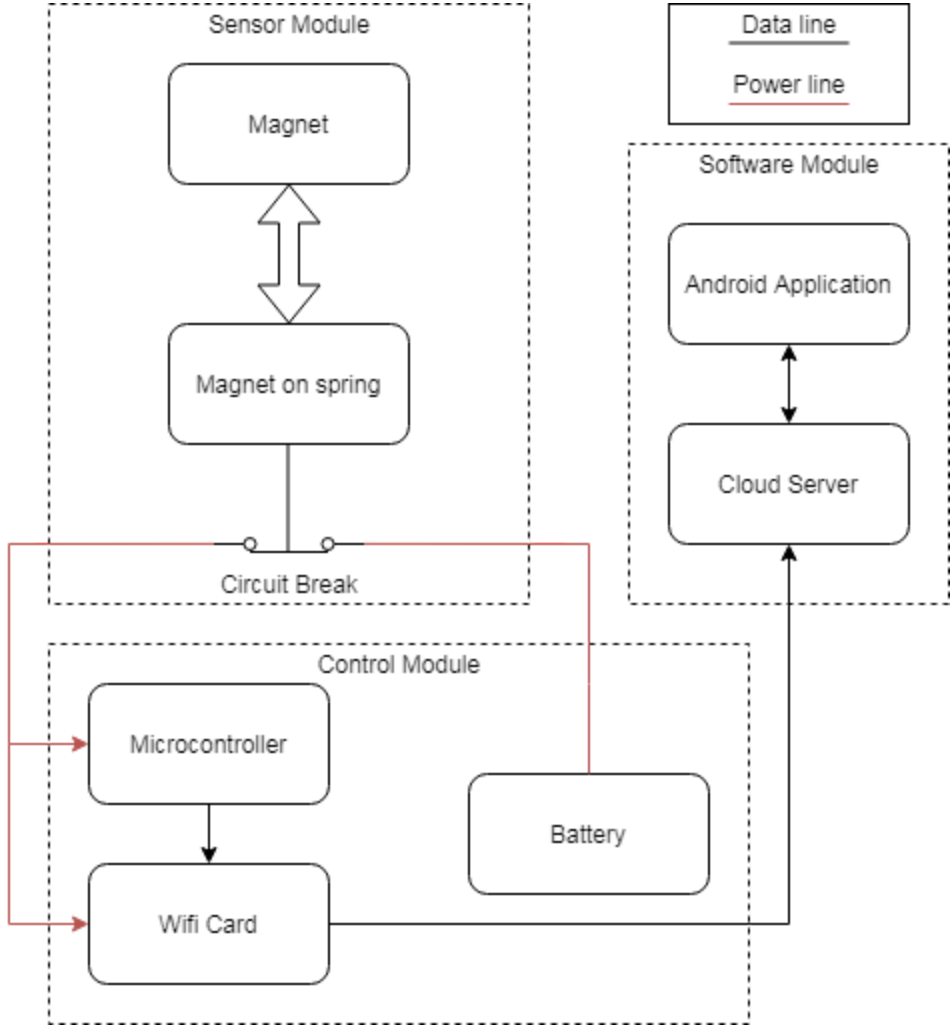 Sensor Module
Magnet
Magnet on spring
Circuit Break
Data line
Power line
Software Module
Android Application
Cloud Server
Control Module
Microcontroller
Wifi Card
Battery